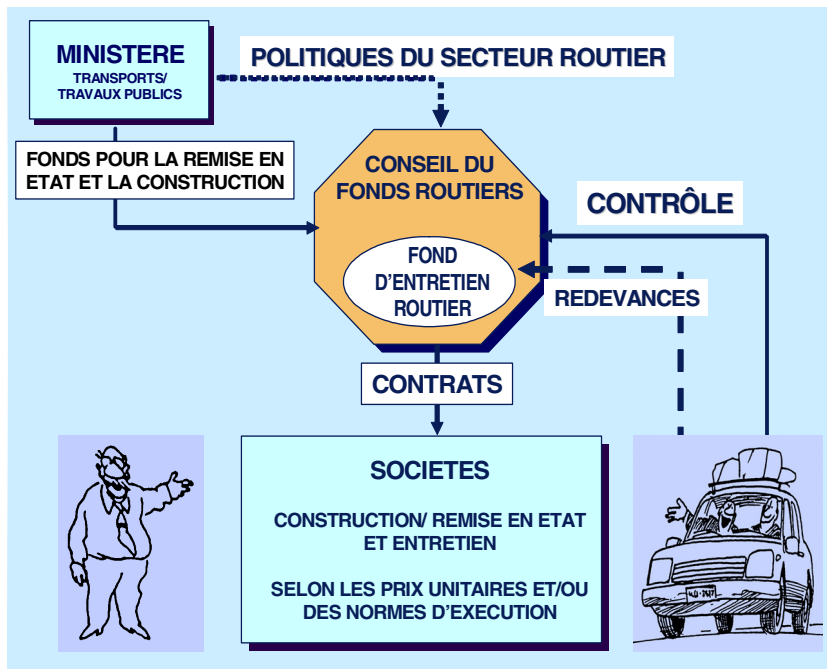 MINISTERE
TRANSPORTS/
TRAVAUX PUBLICS
POLITIQUES DU SECTEUR ROUTIER
FONDS POUR LA REMISE EN
ETAT ET LA CONSTRUCTION
CONSEIL DU
FONDS ROUTIERS
CONTRÔLE
FOND
D'ENTRETIEN
ROUTIER
REDEVANCES
CONTRATS
SOCIETES
CONSTRUCTION/ REMISE EN ETAT
ET ENTRETIEN
SELON LES PRIX UNITAIRES ET/OU
DES NORMES D'EXECUTION